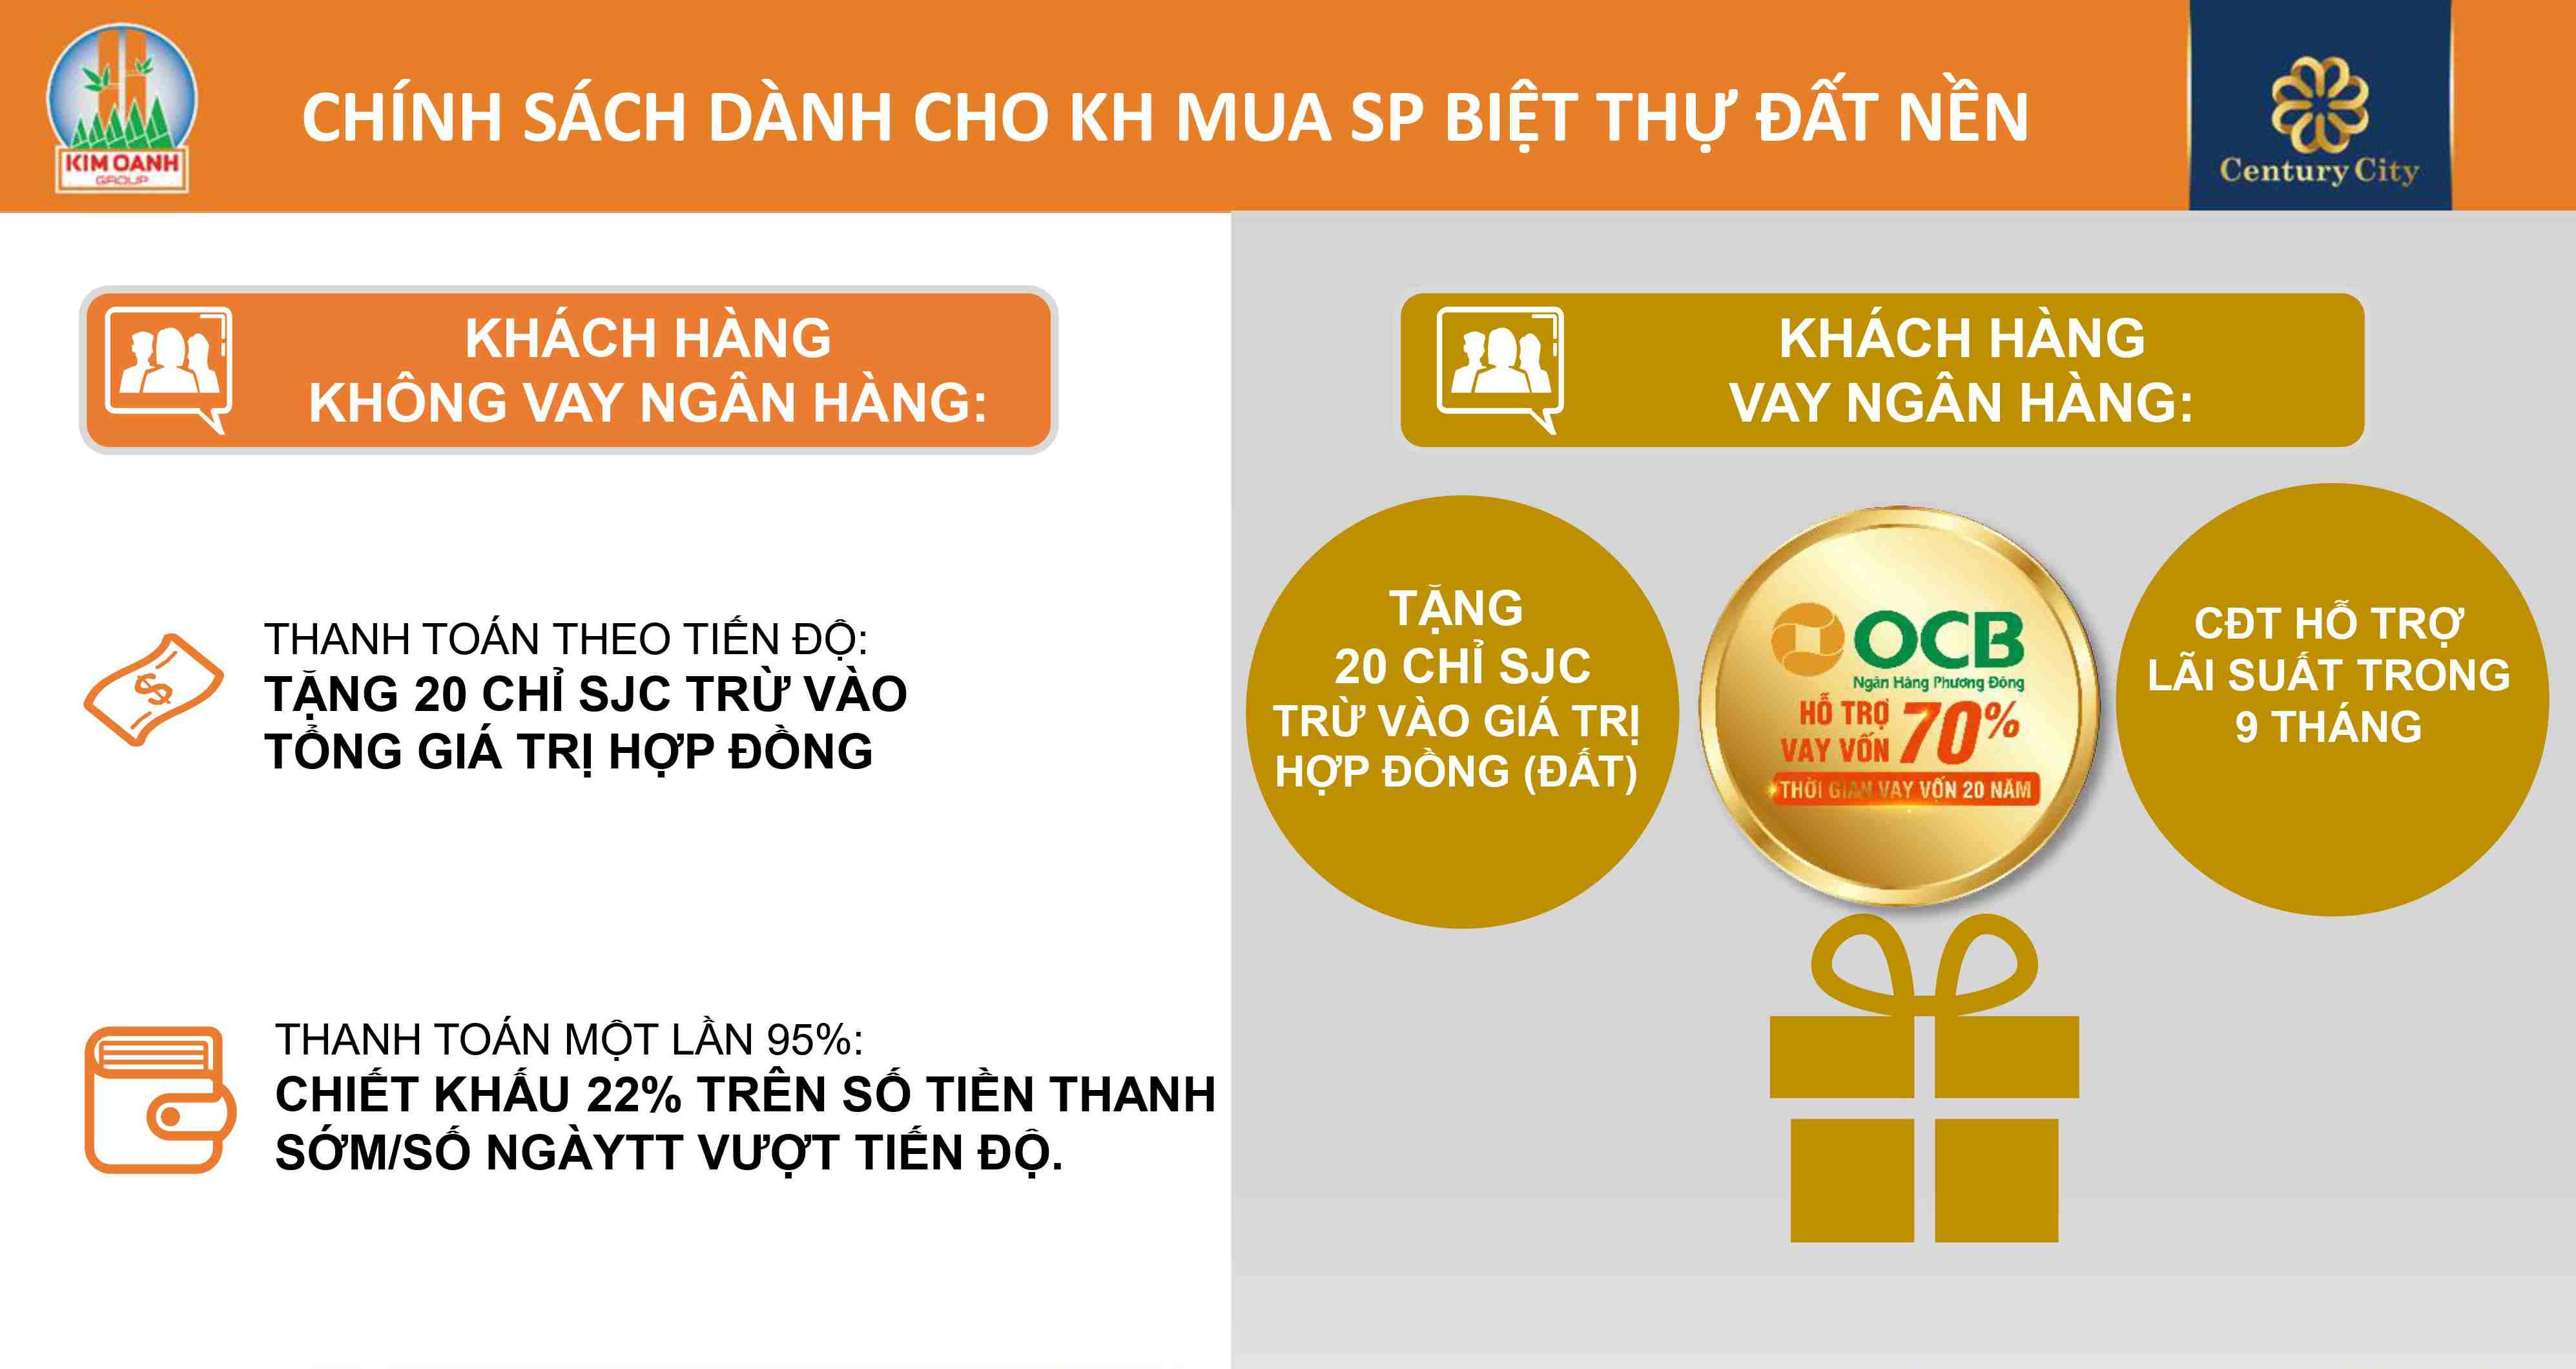 KIM OANH
GROUP
CHÍNH SÁCH DÀNH CHO KH MUA SP BIỆT THỰ ĐẤT NỀN
Century City
KHÁCH HÀNG
KHÔNG VAY NGÂN HÀNG:
THANH TOÁN THEO TIẾN ĐỘ:
TẶNG 20 CHỈ SJC TRỪ VÀO
TỔNG GIÁ TRỊ HỢP ĐỒNG
THANH TOÁN MỘT LẦN 95%:
CHIẾT KHẤU 22% TRÊN SỐ TIỀN THANH
SỚM/SỐ NGÀYTT VƯỢT TIẾN ĐỘ.
KHÁCH HÀNG
VAY NGÂN HÀNG:
TẶNG
20 CHỈ SJC
TRỪ VÀO GIÁ TRỊ
HỢP ĐỒNG (ĐẤT)
OCB
Ngân Hàng Phương Đông
HỖ TRỢ
VAY VỐN 70%
THỜI GIAN VAY VỐN 20 NĂM
CĐT HỖ TRỢ
LÃI SUẤT TRONG
9 THÁNG